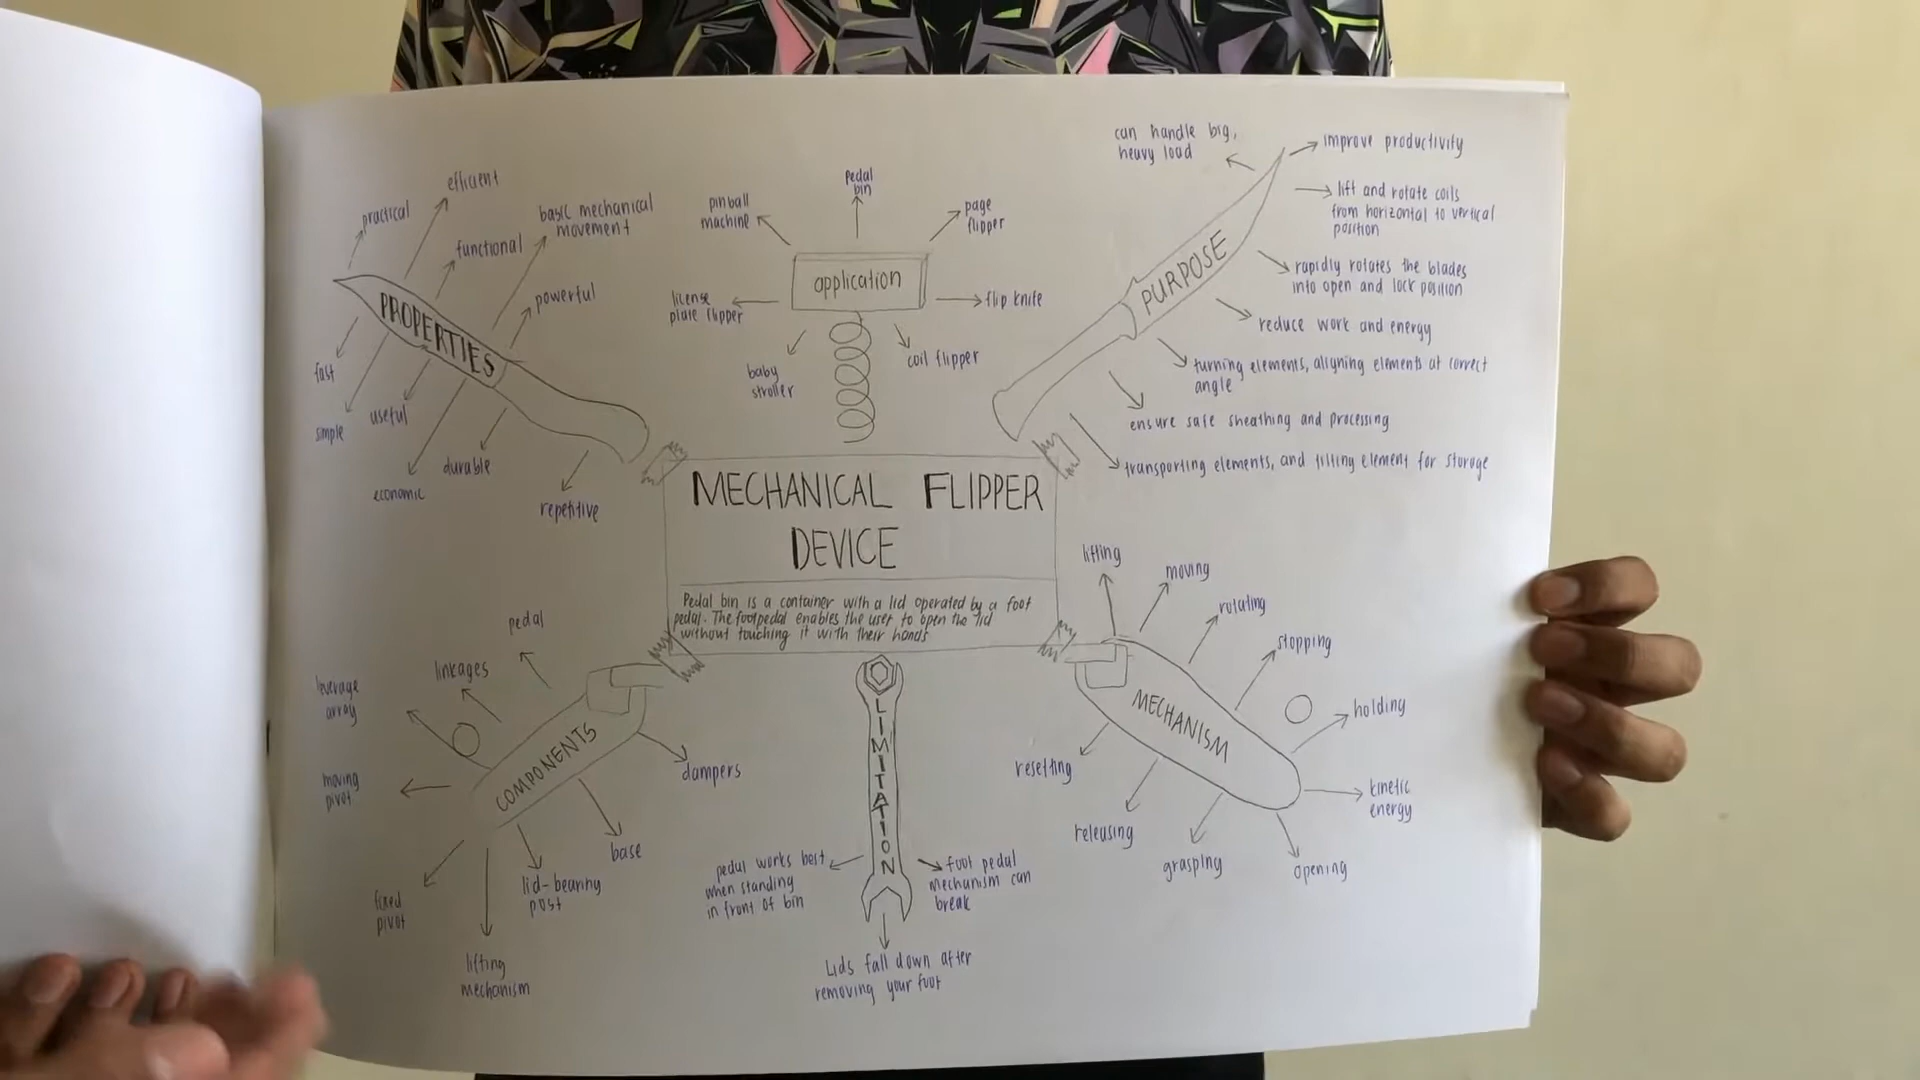 PROPERTIES
practical
efficient
functional
basic mechanical
movement
powerful
fast
simple
useful
economic
durable
repetitive
application
pinball
machine
Pedal
bin
page
flipper
license
plate flipper
flip knife
baby
stroller
coil flipper
PURPOSE
can handle big,
heavy load
improve productivity
lift and rotate coils
from horizontal to vertical
position
rapidly rotates the blades
into open and lock position
reduce work and energy
turning elements, aligning elements at correct
angle
ensure safe sheathing and processing
transporting elements, and tilting element for storage
MECHANICAL FLIPPER
DEVICE
Pedal bin is a container with a lid operated by a foot
pedal. The footpedal enables the user to open the lid
without touching it with their hands
COMPONENTS
pedal
linkages
leverage
array
moving
pivot
fixed
pivot
lifting
mechanism
lid-bearing
post
base
dampers
LIMITATION
pedal works best
when standing
in front of bin
foot pedal
mechanism can
break
Lids fall down after
removing your foot
MECHANISM
lifting
moving
rotating
stopping
holding
kinetic
energy
opening
grasping
releasing
resetting